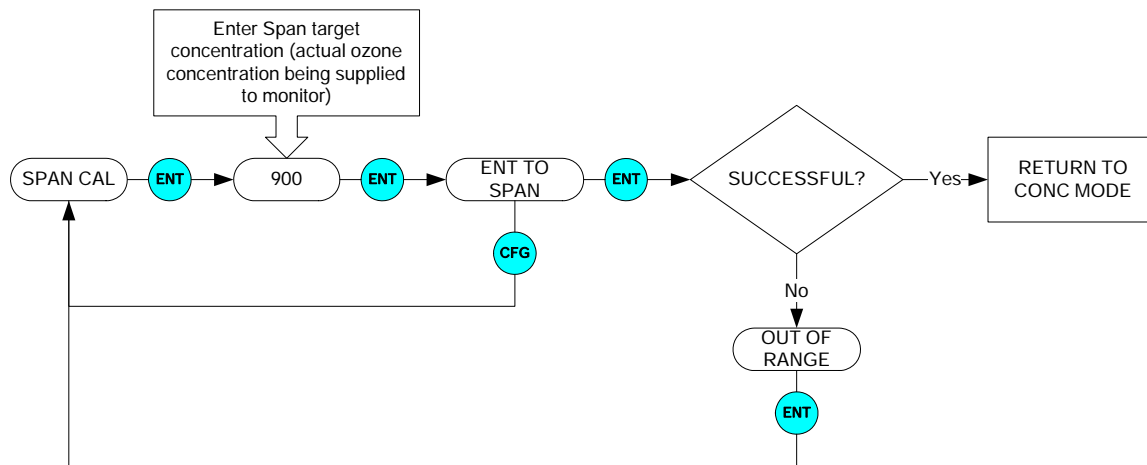 Enter Span target
concentration (actual ozone
concentration being supplied
to monitor)
SPAN CAL
ENT
900
ENT
ENT TO
SPAN
ENT
SUCCESSFUL?
Yes
RETURN TO
CONC MODE
CFG
No
OUT OF
RANGE
ENT